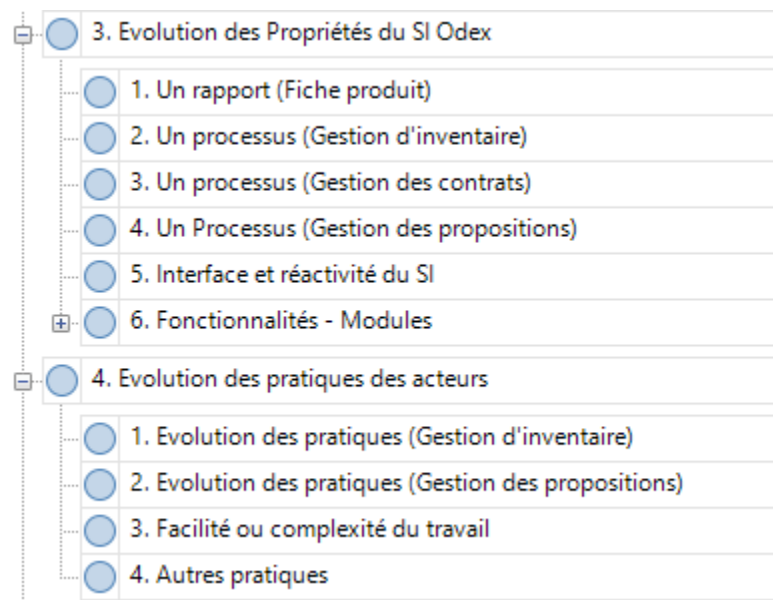 3. Evolution des Propriétés du SI Odex
1. Un rapport (Fiche produit)
2. Un processus (Gestion d'inventaire)
3. Un processus (Gestion des contrats)
4. Un Processus (Gestion des propositions)
5. Interface et réactivité du SI
6. Fonctionnalités - Modules
4. Evolution des pratiques des acteurs
1. Evolution des pratiques (Gestion d'inventaire)
2. Evolution des pratiques (Gestion des propositions)
3. Facilité ou complexité du travail
4. Autres pratiques